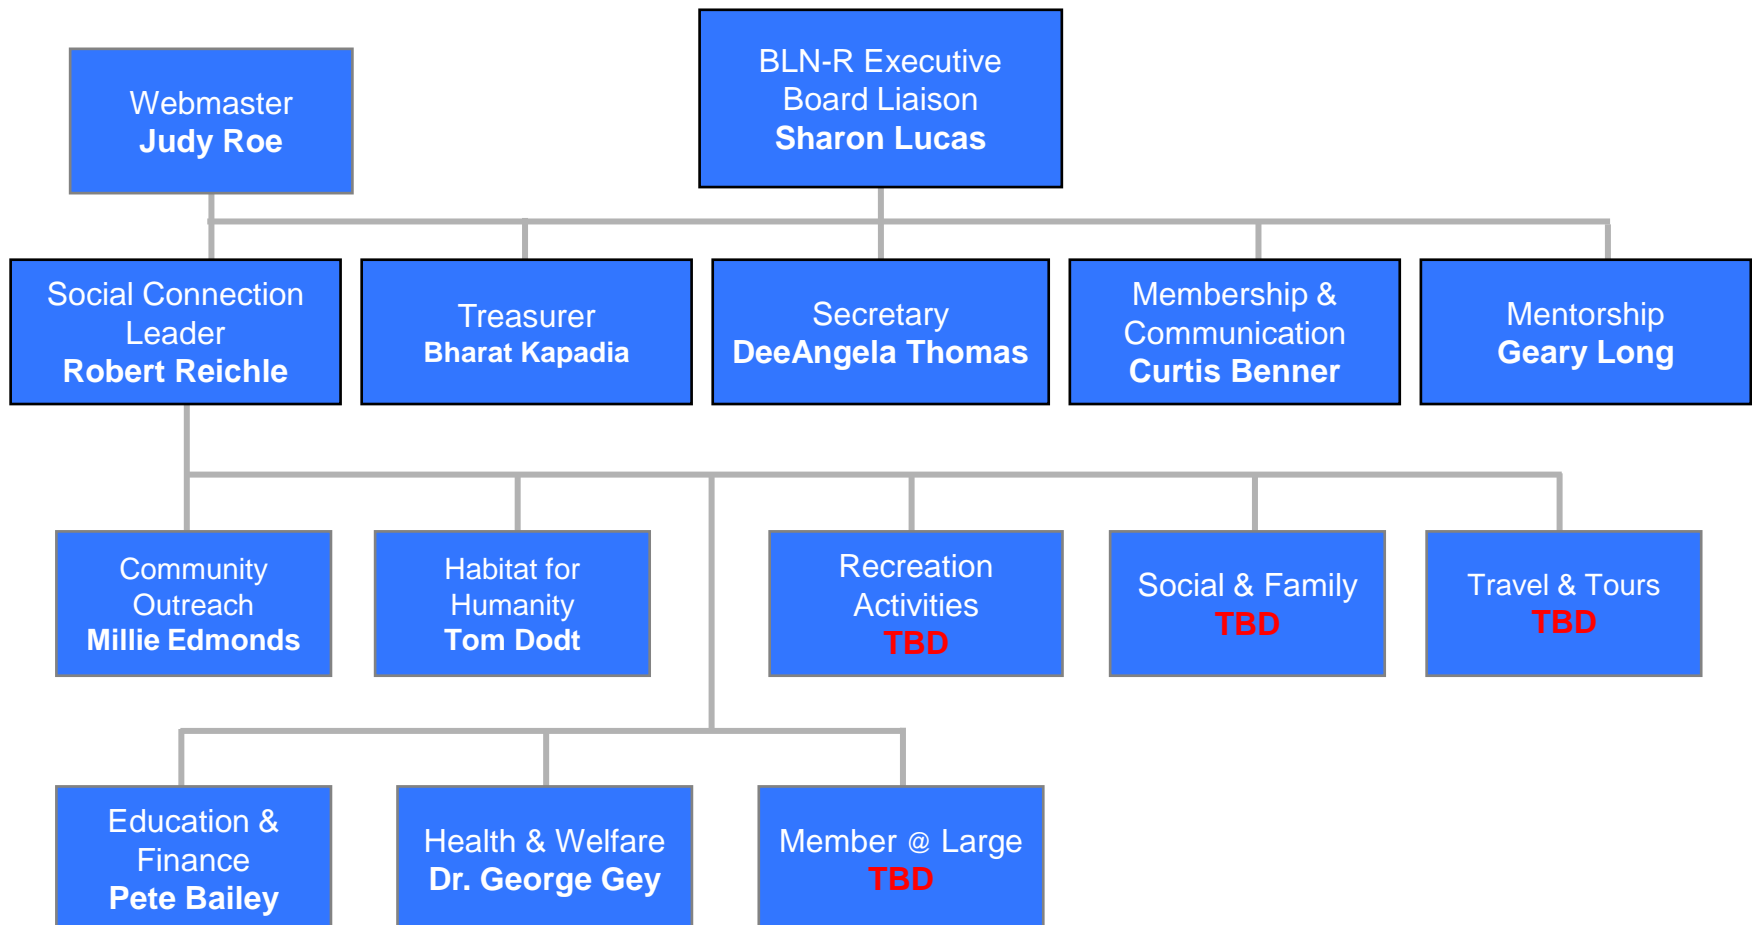 Webmaster
Judy Roe
BLN-R Executive
Board Liaison
Sharon Lucas
Social Connection
Leader
Robert Reichle
Treasurer
Bharat Kapadia
Secretary
DeeAngela Thomas
Membership &
Communication
Curtis Benner
Mentorship
Geary Long
Community
Outreach
Millie Edmonds
Habitat for
Humanity
Tom Dodt
Recreation
Activities
TBD
Social & Family
TBD
Travel & Tours
TBD
Education &
Finance
Pete Bailey
Health & Welfare
Dr. George Gey
Member @ Large
TBD